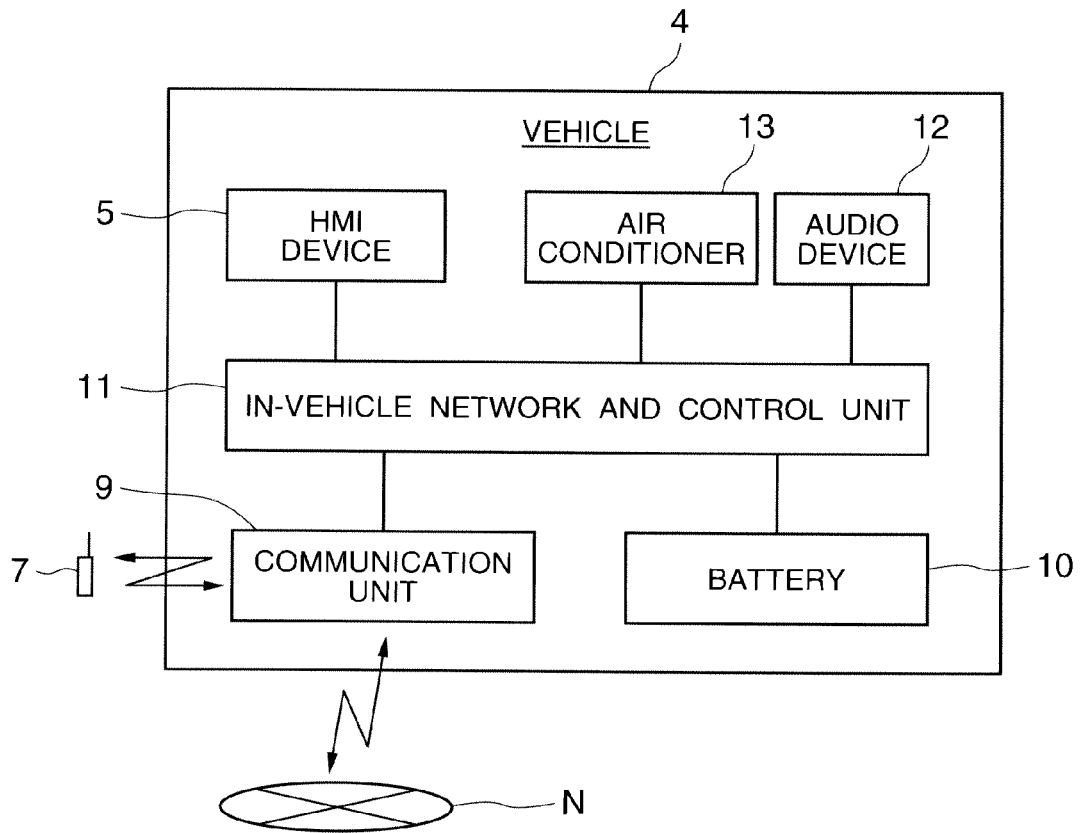 4
VEHICLE
13
12
5
HMI
DEVICE
AIR
CONDITIONER
AUDIO
DEVICE
11
IN-VEHICLE NETWORK AND CONTROL UNIT
9
7
COMMUNICATION
UNIT
BATTERY
10
N